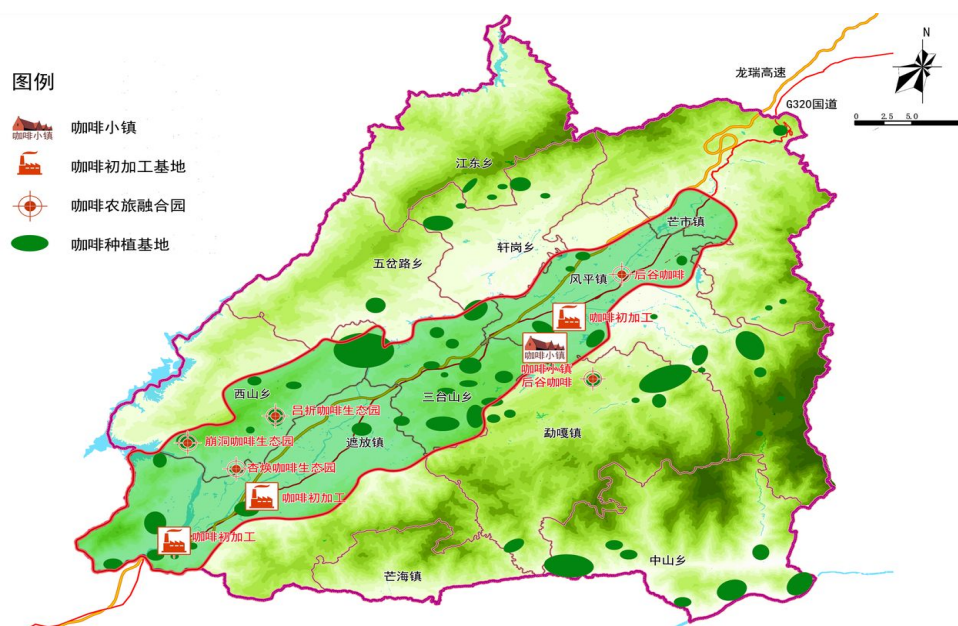 图例
咖啡小镇
咖啡小镇
咖啡初加工基地
咖啡农旅融合园
咖啡种植基地
N
龙瑞高速
G320国道
0 2.5 5.0
江东乡
芒市镇
轩岗乡
五岔路乡
风平镇
后谷咖啡
咖啡初加工
咖啡小镇
咖啡小镇
后谷咖啡
西山乡
三台山乡
吕折咖啡生态园
遮放镇
勐嘎镇
崩洞咖啡生态园
杏焕咖啡生态园
咖啡初加工
咖啡初加工
中山乡
芒海镇